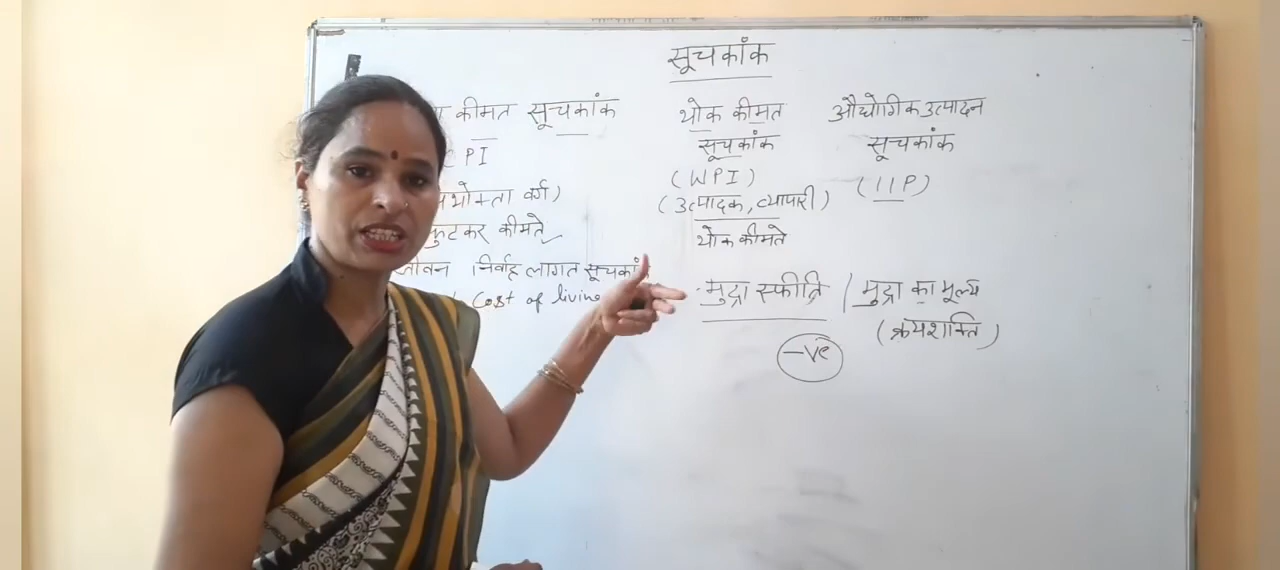 सूचकांक
कीमत सूचकांक
PI
वर्ग)
फुटकर कीमते
जीवन निर्वाह लागत सूचकां
Cost of living
थोक कीमत
सूचकांक
(WPI)
(उत्पादक, व्यापारी)
थोक कीमते
औद्योगिक उत्पादन
सूचकांक
(IIP)
मुद्रा स्फीति / मुद्रा का मूल्य
(क्रयशक्ति)
-ve